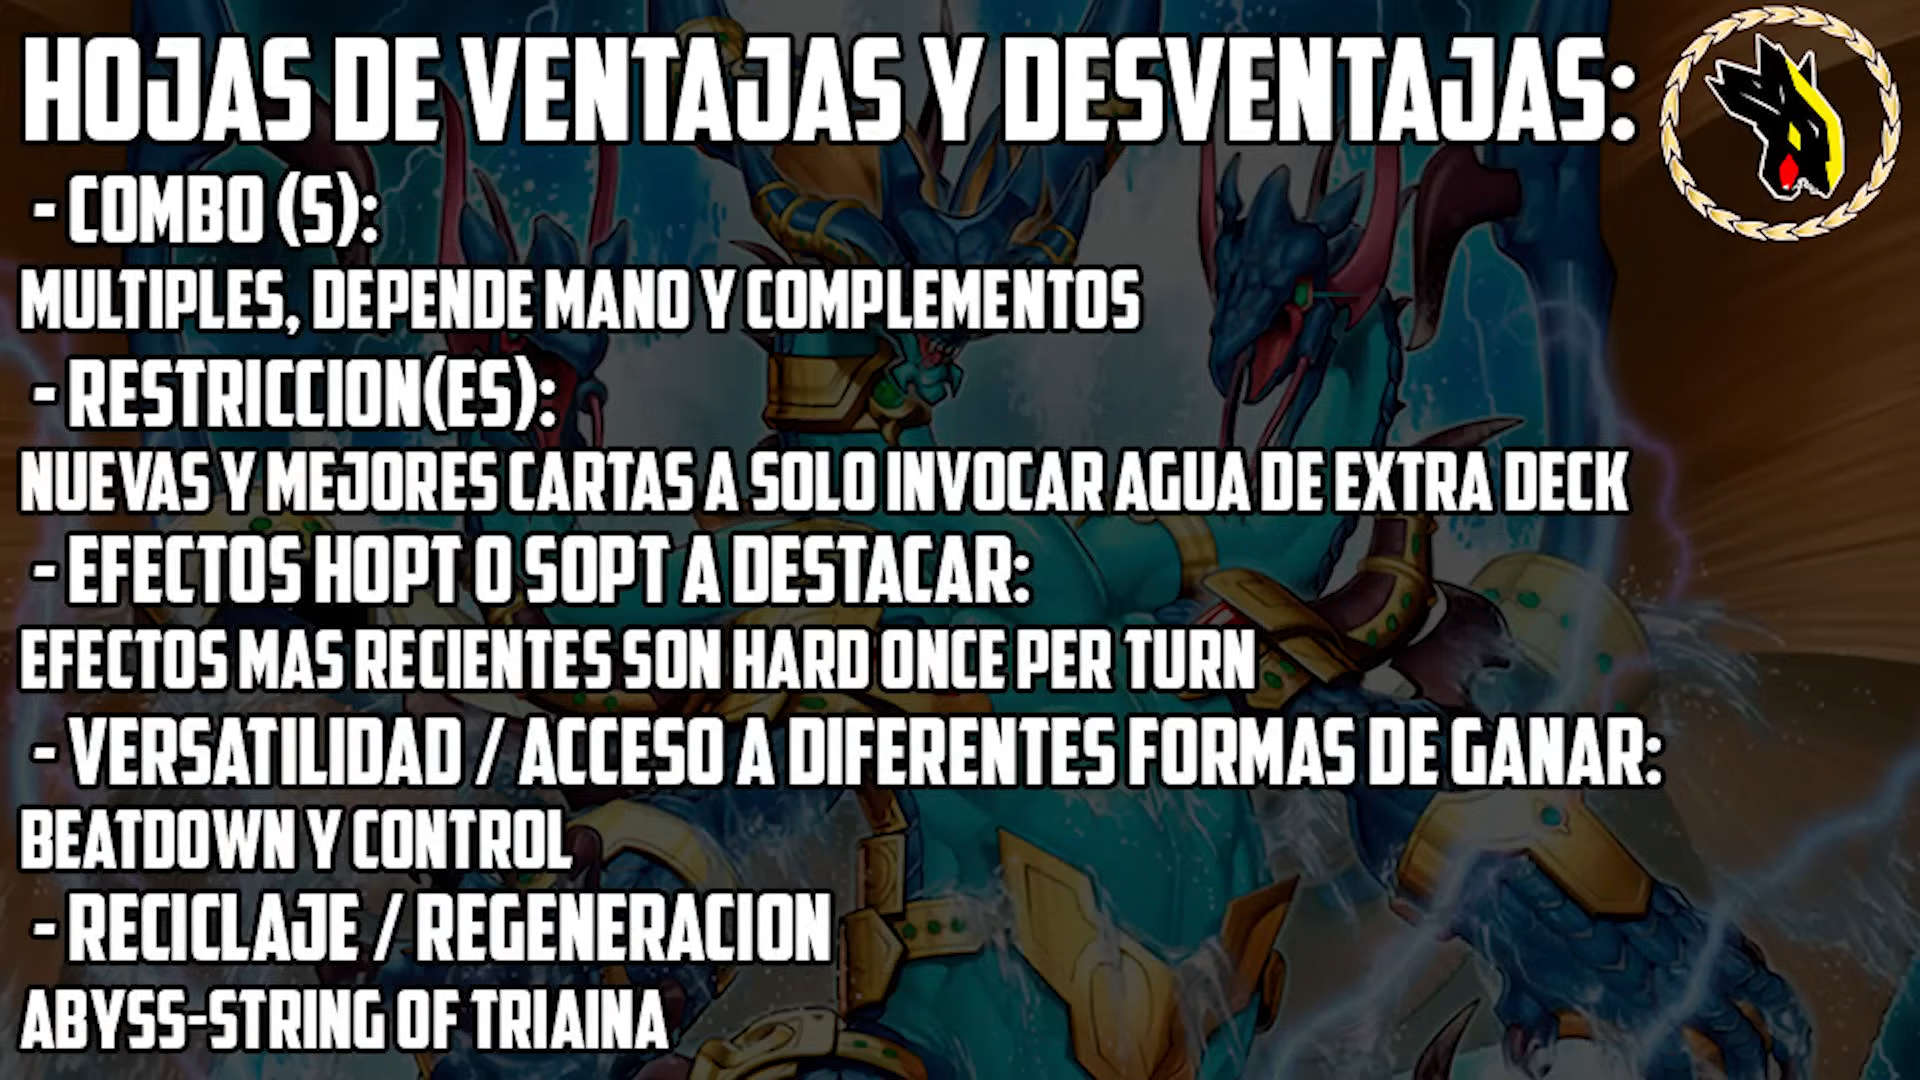 HOJAS DE VENTAJAS Y DESVENTAJAS:
- COMBO (S):
MULTIPLES, DEPENDE MANO Y COMPLEMENTOS
- RESTRICCION(ES):
NUEVAS Y MEJORES CARTAS A SOLO INVOCAR AGUA DE EXTRA DECK
- EFECTOS HOPT O SOPT A DESTACAR:
EFECTOS MAS RECIENTES SON HARD ONCE PER TURN
- VERSATILIDAD / ACCESO A DIFERENTES FORMAS DE GANAR:
BEATDOWN Y CONTROL
- RECICLAJE / REGENERACION
ABYSS-STRING OF TRIAINA